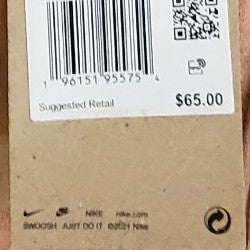 1 96151 95575 4
Suggested Retail $65.00
NIKE nike.com
SWOOSH JUST DO IT ©2021 Nike